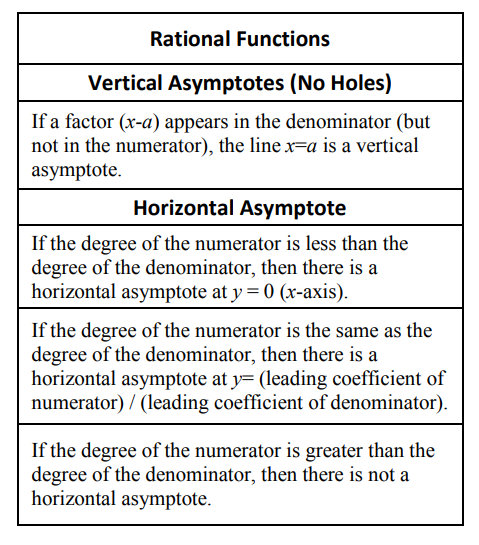 Rational Functions
Vertical Asymptotes (No Holes)
If a factor (x-a) appears in the denominator (but
not in the numerator), the line x=a is a vertical
asymptote.
Horizontal Asymptote
If the degree of the numerator is less than the
degree of the denominator, then there is a
horizontal asymptote at y = 0 (x-axis).
If the degree of the numerator is the same as the
degree of the denominator, then there is a
horizontal asymptote at y= (leading coefficient of
numerator) / (leading coefficient of denominator).
If the degree of the numerator is greater than the
degree of the denominator, then there is not a
horizontal asymptote.